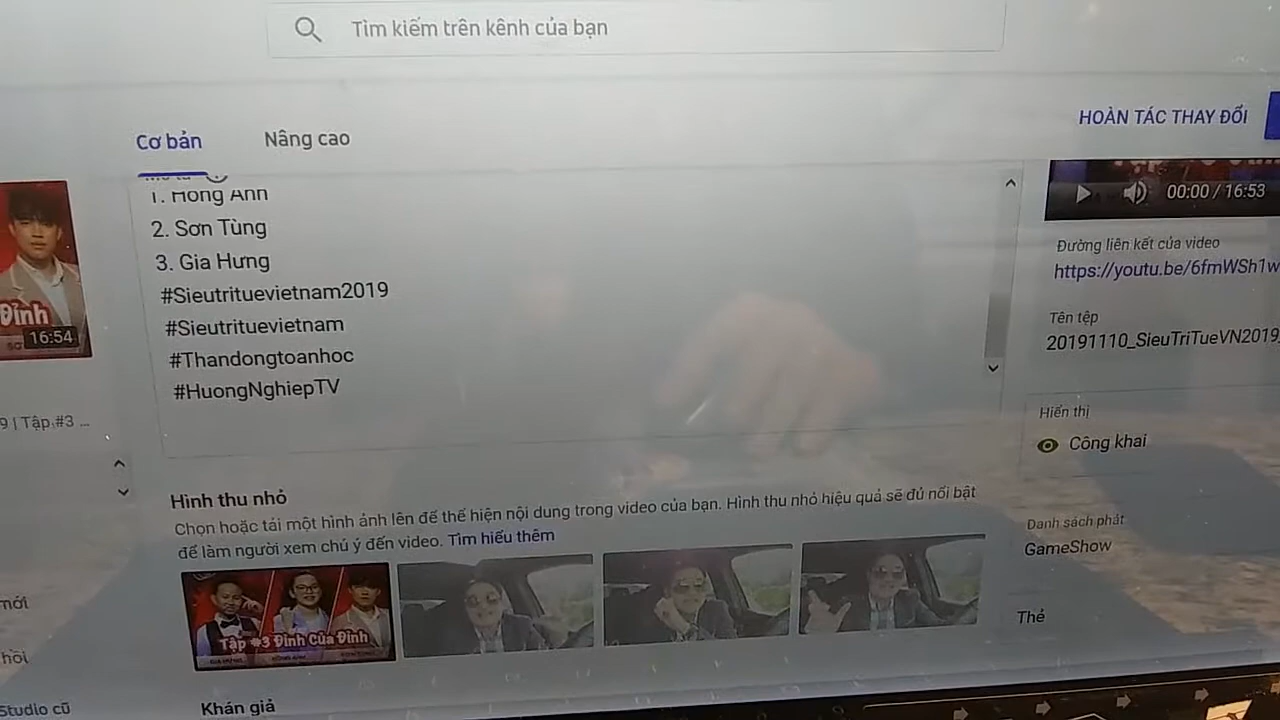 Tìm kiếm trên kênh của bạn
HOÀN TÁC THAY ĐỔI
Cơ bản
Nâng cao
1. Hồng Anh
2. Sơn Tùng
3. Gia Hưng
#Sieutrituevietnam2019
#Sieutrituevietnam
#Thandongtoanhoc
#HuongNghiepTV
Đỉnh
16:54
9 | Tập #3 ...
00:00 / 16:53
Đường liên kết của video
https://youtu.be/6fmWSh1w
Tên tệp
20191110_SieuTriTueVN2019
Hiển thị
Công khai
Danh sách phát
GameShow
Thẻ
Hình thu nhỏ
Chọn hoặc tải một hình ảnh lên để thể hiện nội dung trong video của bạn. Hình thu nhỏ hiệu quả sẽ đủ nổi bật
để làm người xem chú ý đến video. Tìm hiểu thêm
Tập #3 Đỉnh Của Đỉnh
mới
hồi
Studio cũ
Khán giả